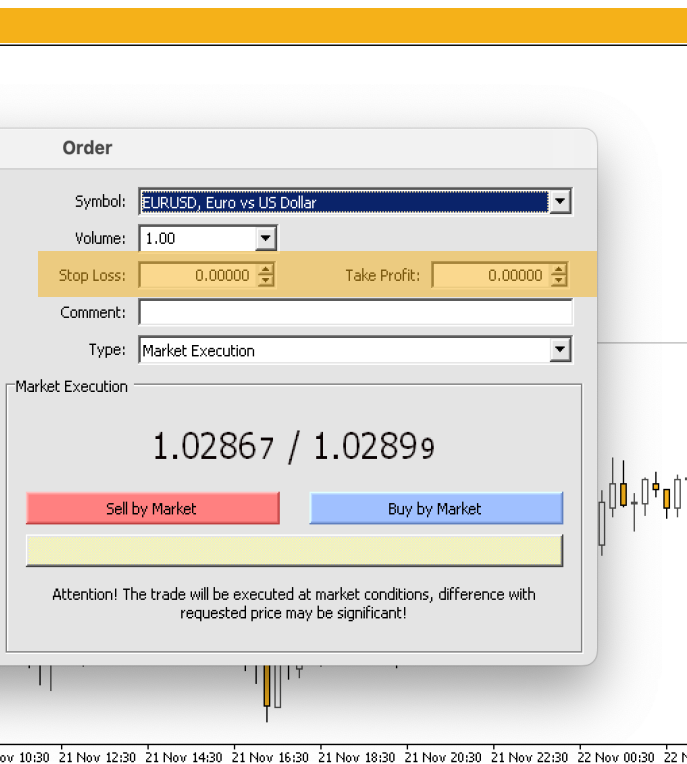 Order
Symbol: EURUSD, Euro vs US Dollar
Volume: 1.00
Stop Loss: 0.00000 Take Profit: 0.00000
Comment:
Type: Market Execution
Market Execution
1.02867 / 1.02899
Sell by Market Buy by Market
Attention! The trade will be executed at market conditions, difference with
requested price may be significant!
ov 10:30 21 Nov 12:30 21 Nov 14:30 21 Nov 16:30 21 Nov 18:30 21 Nov 20:30 21 Nov 22:30 22 Nov 00:30 22 N